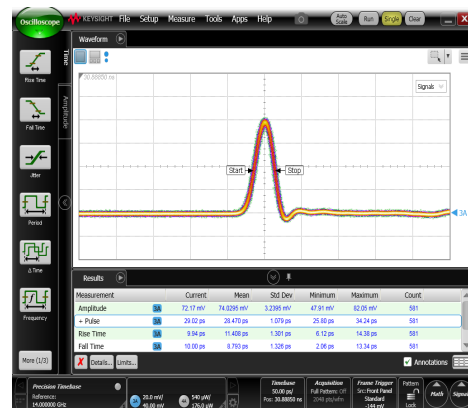 Oscilloscope
KEYSIGHT File Setup Measure Tools Apps Help
Auto Scale
Run Single Clear
Waveform
Time
Amplitude
30.88850 ns
Signals
Rise Time
Fall Time
Jitter
Period
Δ Time
Frequency
More (1/3)
Start
Stop
3A
Results
Measurement Current Mean Std Dev Minimum Maximum Count
Amplitude 3A 72.17 mV 74.0295 mV 3.2395 mV 47.91 mV 82.05 mV 581
+ Pulse 3A 29.02 ps 28.470 ps 1.079 ps 25.80 ps 34.24 ps 581
Rise Time 3A 9.94 ps 11.408 ps 1.301 ps 6.12 ps 14.38 ps 581
Fall Time 3A 10.00 ps 8.793 ps 1.326 ps 2.06 ps 13.34 ps 581
Details... Limits...
Annotations
Precision Timebase
Reference:
14.000000 GHz
3A 20.0 mV/
40.00 mV
4A 540 µW/
176.0 µW
Timebase
50.00 ps/
Pos: 30.88850 ns
Acquisition
Full Pattern: Off
2048 pts/wfm
Frame Trigger
Src: Front Panel
Standard
-144 mV
Pattern
Lock
Math
Signals